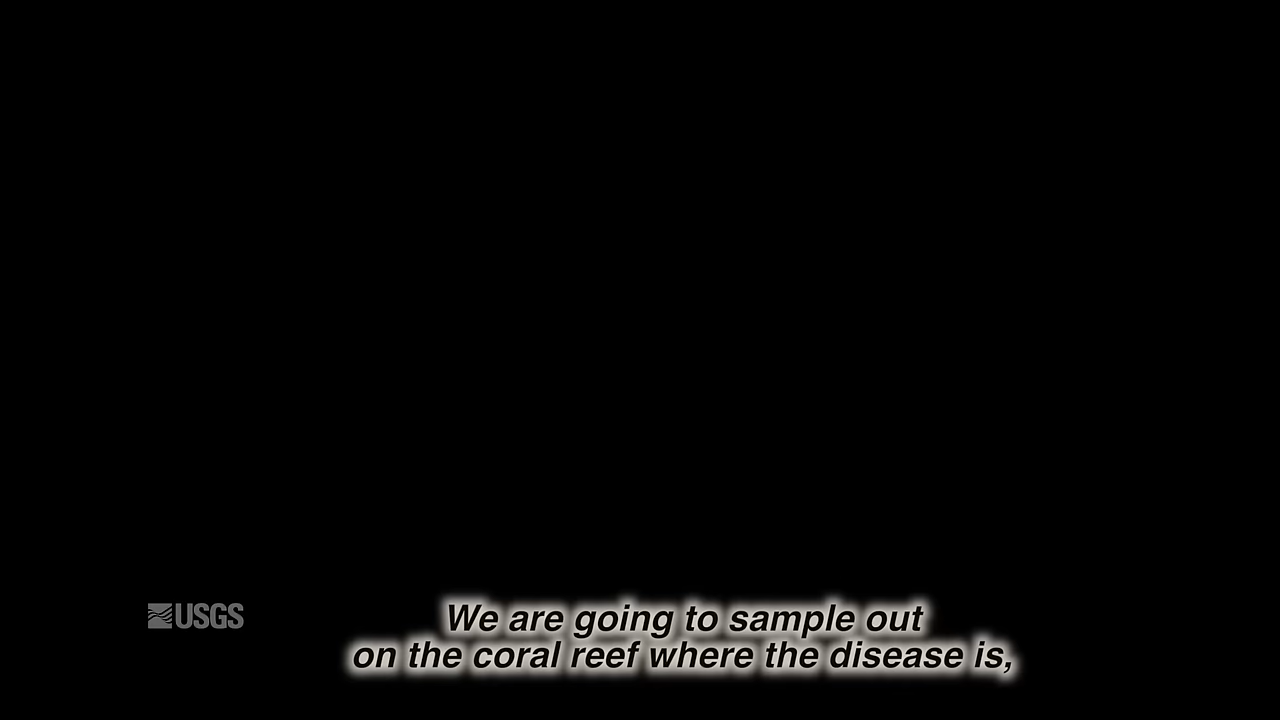 USGS
We are going to sample out
on the coral reef where the disease is,